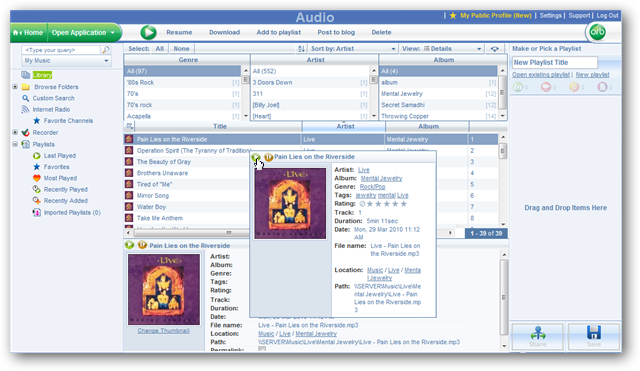 Audio
My Public Profile (New) | Settings | Support | Log Out
Home Open Application
Resume Download Add to playlist Post to blog Delete
orb
<Type your query>
My Music
Library
Browse Folders
Custom Search
Internet Radio
Favorite Channels
Recorder
Playlists
Last Played
Favorites
Most Played
Recently Played
Recently Added
Imported Playlists (0)
Select: All None Sort by: Artist View: Details
Genre Artist Album
All (97) All (552) All (4)
'80s Rock [1] 3 Doors Down [1] album [1]
70's [1] 311 [1] Mental Jewelry [12]
70's rock [1] [Billy Joel] [1] Secret Samadhi [12]
Acapella [1] [Heart] [1] Throwing Copper [14]
Title Artist Album
Pain Lies on the Riverside Live Mental Jewelry 1
Operation Spirit (The Tyranny of Tradition) Live Mental Jewelry 2
The Beauty of Gray 3
Brothers Unaware 4
Tired of "Me" 5
Mirror Song 6
Water Boy 7
Take Me Anthem 8
1 - 39 of 39
Pain Lies on the Riverside
Artist: Live
Album: Mental Jewelry
Genre: Rock/Pop
Tags: jewelry mental Live
Rating:
Track: 1
Duration: 5min 11sec
Date: Mon, 29 Mar 2010 11:12 AM
File name: Live - Pain Lies on the Riverside.mp3
Location: Music / Live / Mental Jewelry
Path: \\SERVER\Music\Live\Mental Jewelry\Live - Pain Lies on the Riverside.mp3
Pain Lies on the Riverside
LIVE
Change Thumbnail
Artist:
Album:
Genre:
Tags:
Rating:
Track:
Duration:
Date:
File name: Live - Pain Lies on the Riverside.mp3
Location: Music / Live / Mental Jewelry
Path: \\SERVER\Music\Live\Mental Jewelry\Live - Pain Lies on the Riverside.mp3
Permalink:
Make or Pick a Playlist
New Playlist Title
Open existing playlist | New playlist
Drag and Drop Items Here
Share Save